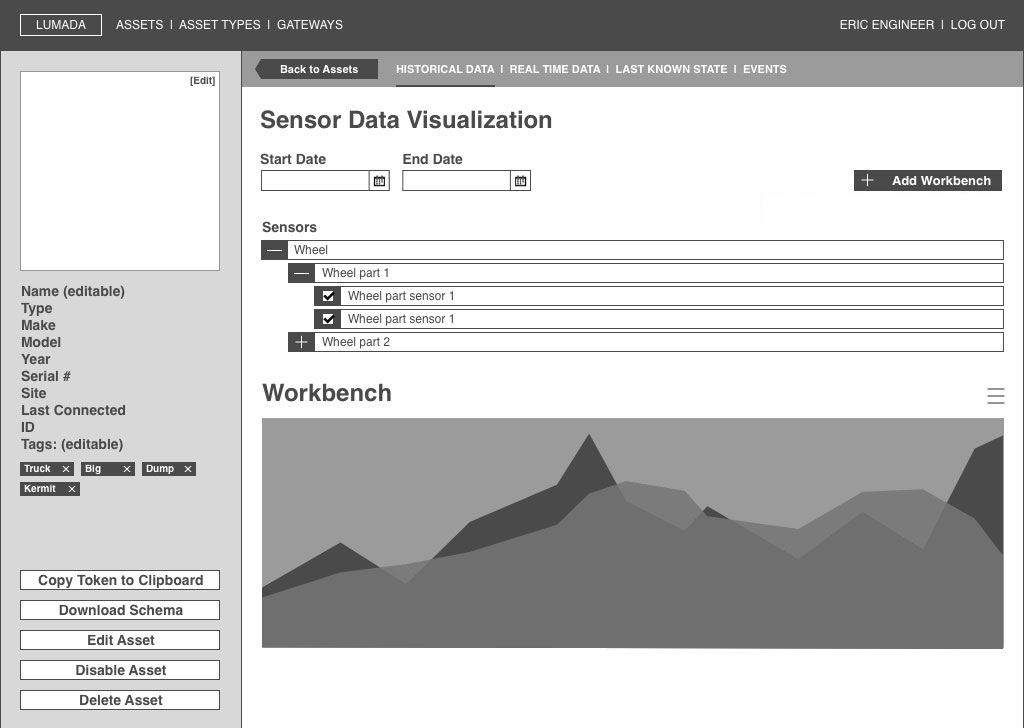 LUMADA ASSETS | ASSET TYPES | GATEWAYS ERIC ENGINEER | LOG OUT
[Edit]
Name (editable)
Type
Make
Model
Year
Serial #
Site
Last Connected
ID
Tags: (editable)
Truck × Big × Dump ×
Kermit ×
Copy Token to Clipboard
Download Schema
Edit Asset
Disable Asset
Delete Asset
Back to Assets HISTORICAL DATA | REAL TIME DATA | LAST KNOWN STATE | EVENTS
Sensor Data Visualization
Start Date End Date
+ Add Workbench
Sensors
— Wheel
— Wheel part 1
Wheel part sensor 1
Wheel part sensor 1
+ Wheel part 2
Workbench